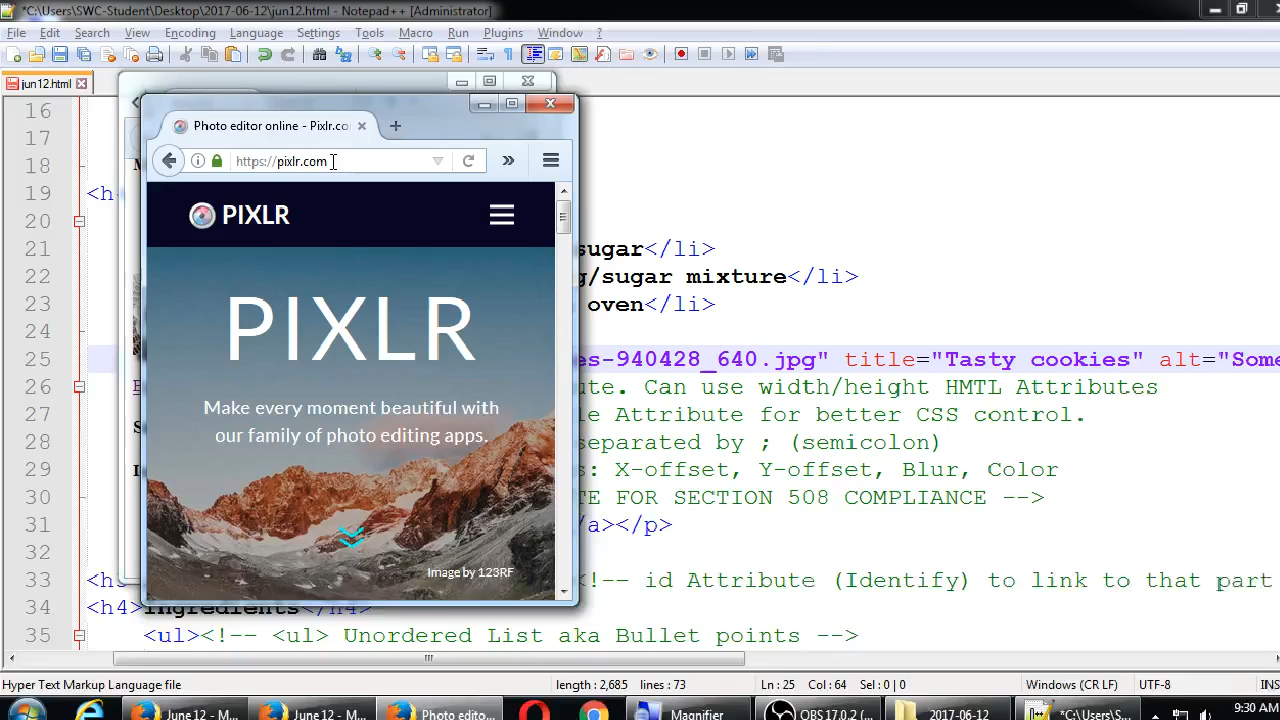 *C:\Users\SWC-Student\Desktop\2017-06-12\jun12.html - Notepad++ [Administrator]
File Edit Search View Encoding Language Settings Tools Macro Run Plugins Window ?
jun12.html
Photo editor online - Pixlr.co
https://pixlr.com
PIXLR
PIXLR
Make every moment beautiful with
our family of photo editing apps.
Image by 123RF
16
17
18
19 <h
20
21 sugar</li>
22 g/sugar mixture</li>
23 oven</li>
24
25 es-940428_640.jpg" title="Tasty cookies" alt="Some
26 ute. Can use width/height HMTL Attributes
27 le Attribute for better CSS control.
28 separated by ; (semicolon)
29 s: X-offset, Y-offset, Blur, Color
30 TE FOR SECTION 508 COMPLIANCE -->
31 /a></p>
32
33 <h !-- id Attribute (Identify) to link to that part
34 <h4>Ingredients</h4>
35 <ul><!-- <ul> Unordered List aka Bullet points -->
Hyper Text Markup Language file length : 2,685 lines : 73 Ln : 25 Col : 64 Sel : 0 | 0 Windows (CR LF) UTF-8 INS
June 12 - M... June 12 - M... Photo edito... Magnifier OBS 17.0.2 (... 2017-06-12 *C:\Users\S... 9:30 AM